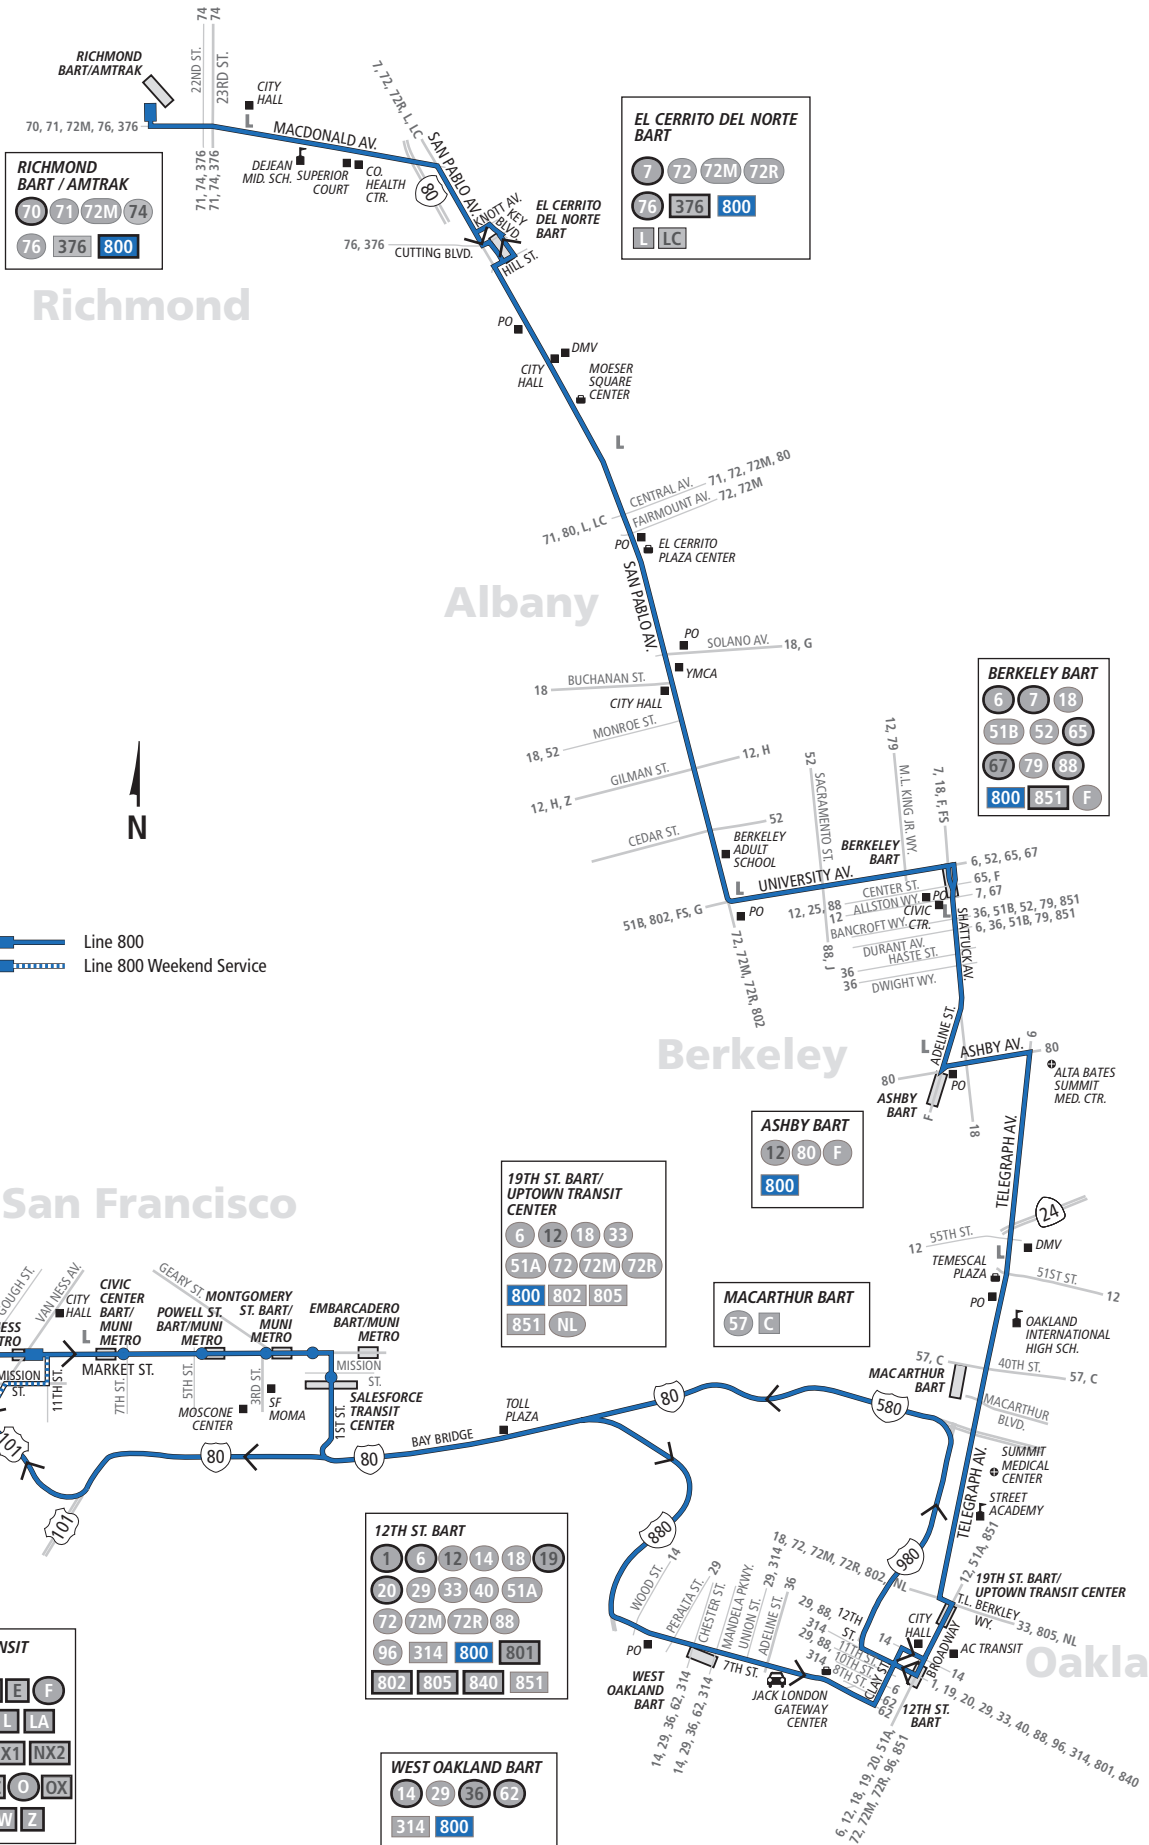 74
74
22ND ST.
23RD ST.
RICHMOND
BART/AMTRAK
CITY
HALL
L
70, 71, 72M, 76, 376
MACDONALD AV.
71, 74, 376
71, 74, 376
DEJEAN
MID. SCH.
SUPERIOR
COURT
CO.
HEALTH
CTR.
7, 72, 72R, L, LC
SAN PABLO AV.
80
KNOTT AV.
KEY
BLVD.
EL CERRITO
DEL NORTE
BART
76, 376
CUTTING BLVD.
HILL ST.
RICHMOND
BART / AMTRAK
70 71 72M 74
76 376 800
EL CERRITO DEL NORTE
BART
7 72 72M 72R
76 376 800
L LC
Richmond
PO
DMV
CITY
HALL
MOESER
SQUARE
CENTER
L
CENTRAL AV.
71, 72, 72M, 80
FAIRMOUNT AV.
72, 72M
71, 80, L, LC
PO
EL CERRITO
PLAZA CENTER
Albany
SAN PABLO AV.
PO
SOLANO AV.
18, G
YMCA
BUCHANAN ST.
18
CITY HALL
MONROE ST.
18, 52
GILMAN ST.
12, H
12, H, Z
CEDAR ST.
52
BERKELEY
ADULT
SCHOOL
52
SACRAMENTO ST.
12, 79
M.L. KING JR. WY.
7, 18, F, FS
BERKELEY
BART
BERKELEY BART
6 7 18
51B 52 65
67 79 88
800 851 F
N
L
UNIVERSITY AV.
6, 52, 65, 67
65, F
7, 67
CENTER ST.
12, 25, 88
ALLSTON WY.
12
PO
CIVIC
CTR.
L
BANCROFT WY.
36, 51B, 52, 79, 851
6, 36, 51B, 79, 851
51B, 802, FS, G
PO
DURANT AV.
HASTE ST.
36
DWIGHT WY.
36
88, J
SHATTUCK AV.
72, 72M, 72R, 802
Line 800
Line 800 Weekend Service
Berkeley
ADELINE ST.
L
ASHBY AV.
6
80
ALTA BATES
SUMMIT
MED. CTR.
80
PO
ASHBY
BART
F
18
ASHBY BART
12 80 F
800
TELEGRAPH AV.
24
San Francisco
19TH ST. BART/
UPTOWN TRANSIT
CENTER
6 12 18 33
51A 72 72M 72R
800 802 805
851 NL
55TH ST.
12
L
DMV
TEMESCAL
PLAZA
PO
51ST ST.
12
OAKLAND
INTERNATIONAL
HIGH SCH.
MACARTHUR BART
57 C
57, C
40TH ST.
57, C
MACARTHUR
BART
MACARTHUR
BLVD.
GOUGH ST.
VAN NESS AV.
CITY
HALL
CIVIC
CENTER
BART/
MUNI
METRO
GEARY ST.
POWELL ST.
BART/MUNI
METRO
MONTGOMERY
ST. BART/
MUNI
METRO
EMBARCADERO
BART/MUNI
METRO
NESS
TRO
L
MARKET ST.
MISSION
ST.
MISSION
ST.
11TH ST.
7TH ST.
5TH ST.
3RD ST.
MOSCONE
CENTER
SF
MOMA
1ST ST.
SALESFORCE
TRANSIT
CENTER
101
80
80
BAY BRIDGE
TOLL
PLAZA
80
580
101
SUMMIT
MEDICAL
CENTER
TELEGRAPH AV.
STREET
ACADEMY
880
980
12TH ST. BART
1 6 12 14 18 19
20 29 33 40 51A
72 72M 72R 88
96 314 800 801
802 805 840 851
WOOD ST.
14
PERALTA ST.
29
CHESTER ST.
MANDELA PKWY.
UNION ST.
29, 314
ADELINE ST.
36
18, 72, 72M, 72R, 802, NL
12, 51A, 851
19TH ST. BART/
UPTOWN TRANSIT CENTER
T.L. BERKLEY
WY.
33, 805, NL
29, 88,
12TH
ST.
314
11TH ST.
29, 88,
10TH ST.
314
8TH ST.
14
CITY
HALL
BROADWAY
AC TRANSIT
14
CLAY ST.
6
62
62
PO
WEST
OAKLAND
BART
7TH ST.
JACK LONDON
GATEWAY
CENTER
12TH ST.
BART
1, 19, 20, 29, 33, 40, 88, 96, 314, 801, 840
14, 29, 36, 62, 314
14, 29, 36, 62, 314
6, 12, 18, 19, 20, 51A,
72, 72M, 72R, 96, 851
Oakla
NSIT
E F
L LA
X1 NX2
O OX
W Z
WEST OAKLAND BART
14 29 36 62
314 800